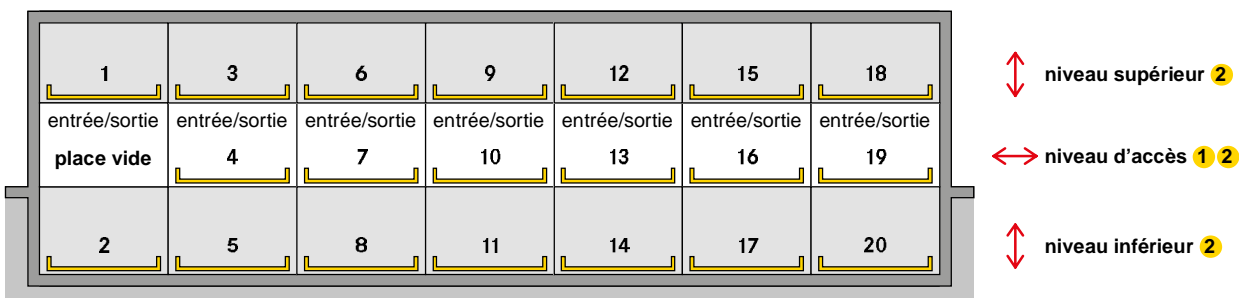 1 3 6 9 12 15 18 niveau supérieur 2
entrée/sortie entrée/sortie entrée/sortie entrée/sortie entrée/sortie entrée/sortie entrée/sortie
place vide 4 7 10 13 16 19 niveau d’accès 1 2
2 5 8 11 14 17 20 niveau inférieur 2